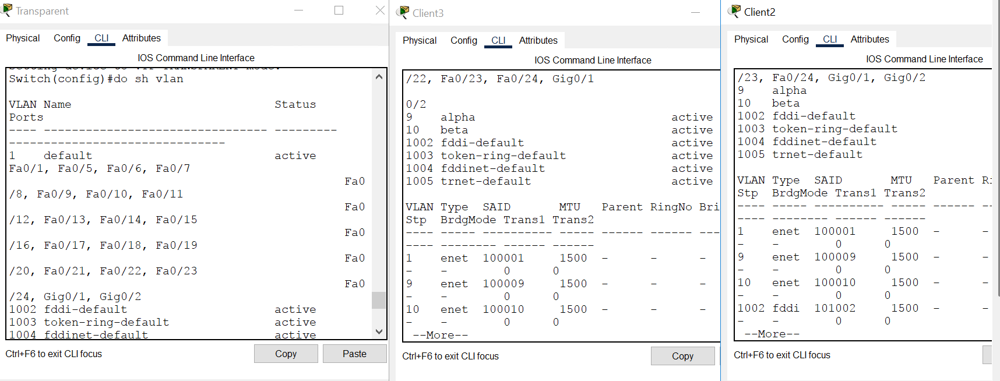 Transparent
Physical Config CLI Attributes
IOS Command Line Interface
Switch(config)#do sh vlan
VLAN Name Status
Ports
---- -------------------------------- ---------
-------------------------------
1 default active
Fa0/1, Fa0/5, Fa0/6, Fa0/7
Fa0
/8, Fa0/9, Fa0/10, Fa0/11
Fa0
/12, Fa0/13, Fa0/14, Fa0/15
Fa0
/16, Fa0/17, Fa0/18, Fa0/19
Fa0
/20, Fa0/21, Fa0/22, Fa0/23
Fa0
/24, Gig0/1, Gig0/2
1002 fddi-default active
1003 token-ring-default active
1004 fddinet-default active
Ctrl+F6 to exit CLI focus
Copy Paste
Client3
Physical Config CLI Attributes
IOS Command Line Interface
/22, Fa0/23, Fa0/24, Gig0/1
0/2
9 alpha active
10 beta active
1002 fddi-default active
1003 token-ring-default active
1004 fddinet-default active
1005 trnet-default active
VLAN Type SAID MTU Parent RingNo Bri
Stp BrdgMode Trans1 Trans2
---- ----- ---------- ----- ------ ------ ---
---- -------- ------ ------
1 enet 100001 1500 - - -
- - 0 0
9 enet 100009 1500 - - -
- - 0 0
10 enet 100010 1500 - - -
- - 0 0
--More--
Ctrl+F6 to exit CLI focus
Copy
Client2
Physical Config CLI Attributes
IOS Command Line Interface
/23, Fa0/24, Gig0/1, Gig0/2
9 alpha
10 beta
1002 fddi-default
1003 token-ring-default
1004 fddinet-default
1005 trnet-default
VLAN Type SAID MTU Parent Ri
Stp BrdgMode Trans1 Trans2
---- ----- ---------- ----- ------ --
---- -------- ------ ------
1 enet 100001 1500 - -
- - 0 0
9 enet 100009 1500 - -
- - 0 0
10 enet 100010 1500 - -
- - 0 0
1002 fddi 101002 1500 - -
- - 0 0
--More--
Ctrl+F6 to exit CLI focus